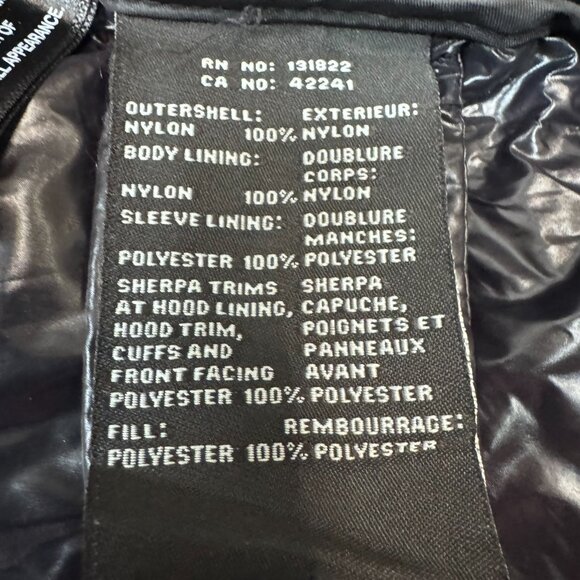 OF
L APPEARANCE
RN NO: 131822
CA NO: 42241
OUTERSHELL: EXTERIEUR:
NYLON 100% NYLON
BODY LINING: DOUBLURE
CORPS:
NYLON 100% NYLON
SLEEVE LINING: DOUBLURE
MANCHES:
POLYESTER 100% POLYESTER
SHERPA TRIMS SHERPA
AT HOOD LINING, CAPUCHE,
HOOD TRIM, POIGNETS ET
CUFFS AND PANNEAUX
FRONT FACING AVANT
POLYESTER 100% POLYESTER
FILL: REMBOURRAGE:
POLYESTER 100% POLYESTER